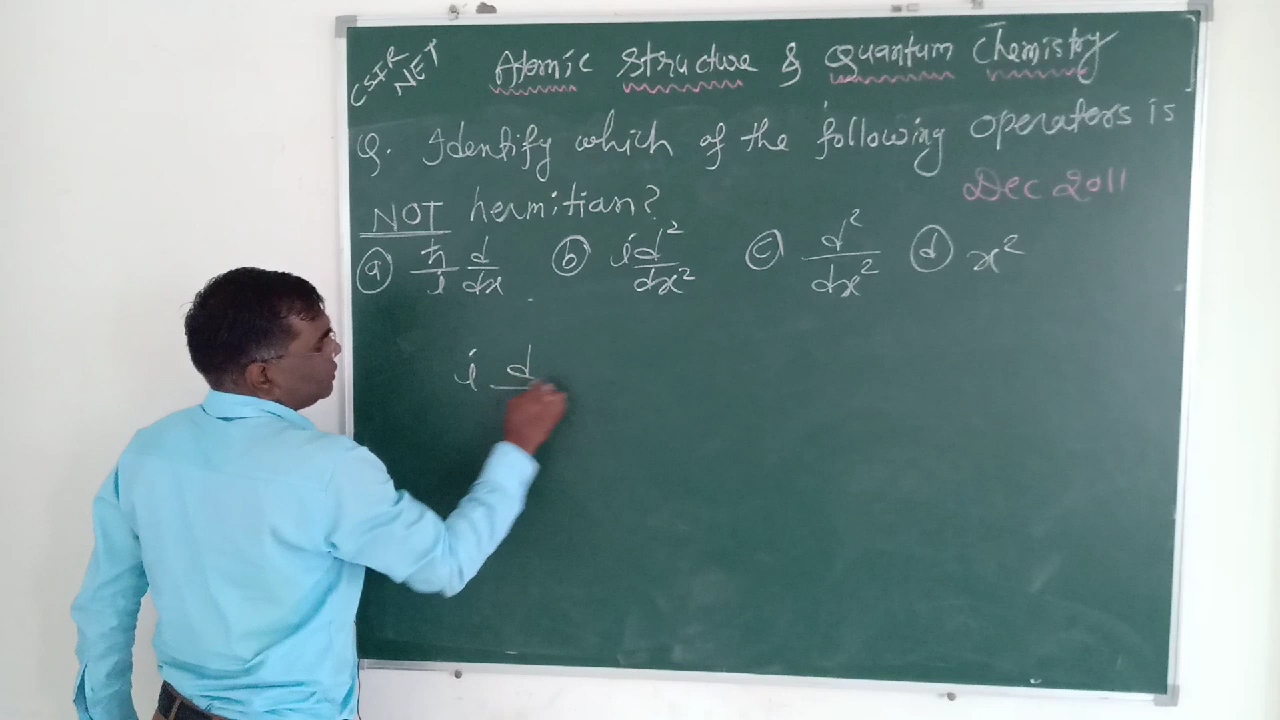 CSIR NET
Atomic Structure & Quantum Chemistry
Q. Identify which of the following operators is
Dec 2011
NOT hermitian?
(a) ℏ/i d/dx (b) i d²/dx² (c) d²/dx² (d) x²
i d